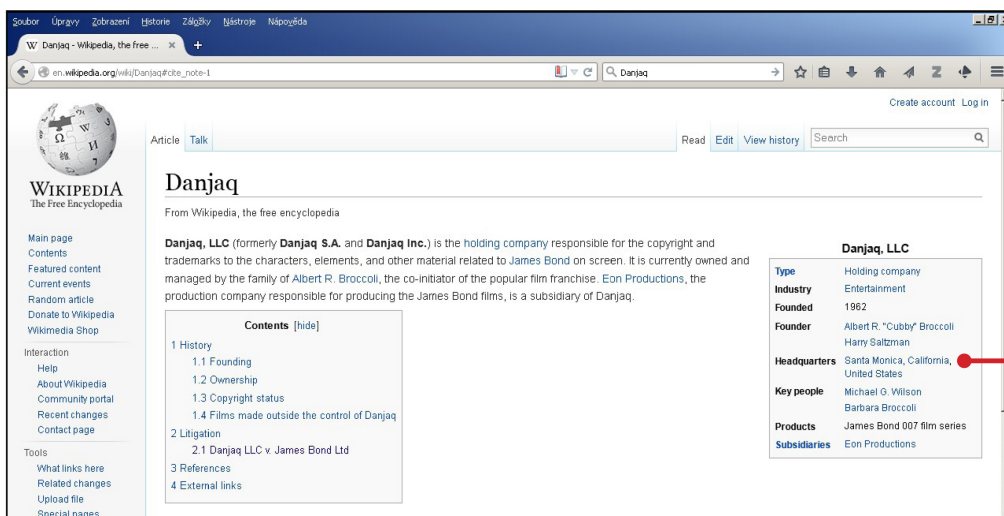 Soubor Úpravy Zobrazení Historie Záložky Nástroje Nápověda
W Danjaq - Wikipedia, the free ... × +
en.wikipedia.org/wiki/Danjaq#cite_note-1
Danjaq
Create account Log in
Article Talk
Read Edit View history Search
WIKIPEDIA
The Free Encyclopedia
Main page
Contents
Featured content
Current events
Random article
Donate to Wikipedia
Wikimedia Shop
Interaction
Help
About Wikipedia
Community portal
Recent changes
Contact page
Tools
What links here
Related changes
Upload file
Special pages
Danjaq
From Wikipedia, the free encyclopedia
Danjaq, LLC (formerly Danjaq S.A. and Danjaq Inc.) is the holding company responsible for the copyright and
trademarks to the characters, elements, and other material related to James Bond on screen. It is currently owned and
managed by the family of Albert R. Broccoli, the co-initiator of the popular film franchise. Eon Productions, the
production company responsible for producing the James Bond films, is a subsidiary of Danjaq.
Contents [hide]
1 History
1.1 Founding
1.2 Ownership
1.3 Copyright status
1.4 Films made outside the control of Danjaq
2 Litigation
2.1 Danjaq LLC v. James Bond Ltd
3 References
4 External links
Danjaq, LLC
Type Holding company
Industry Entertainment
Founded 1962
Founder Albert R. "Cubby" Broccoli
Harry Saltzman
Headquarters Santa Monica, California,
United States
Key people Michael G. Wilson
Barbara Broccoli
Products James Bond 007 film series
Subsidiaries Eon Productions